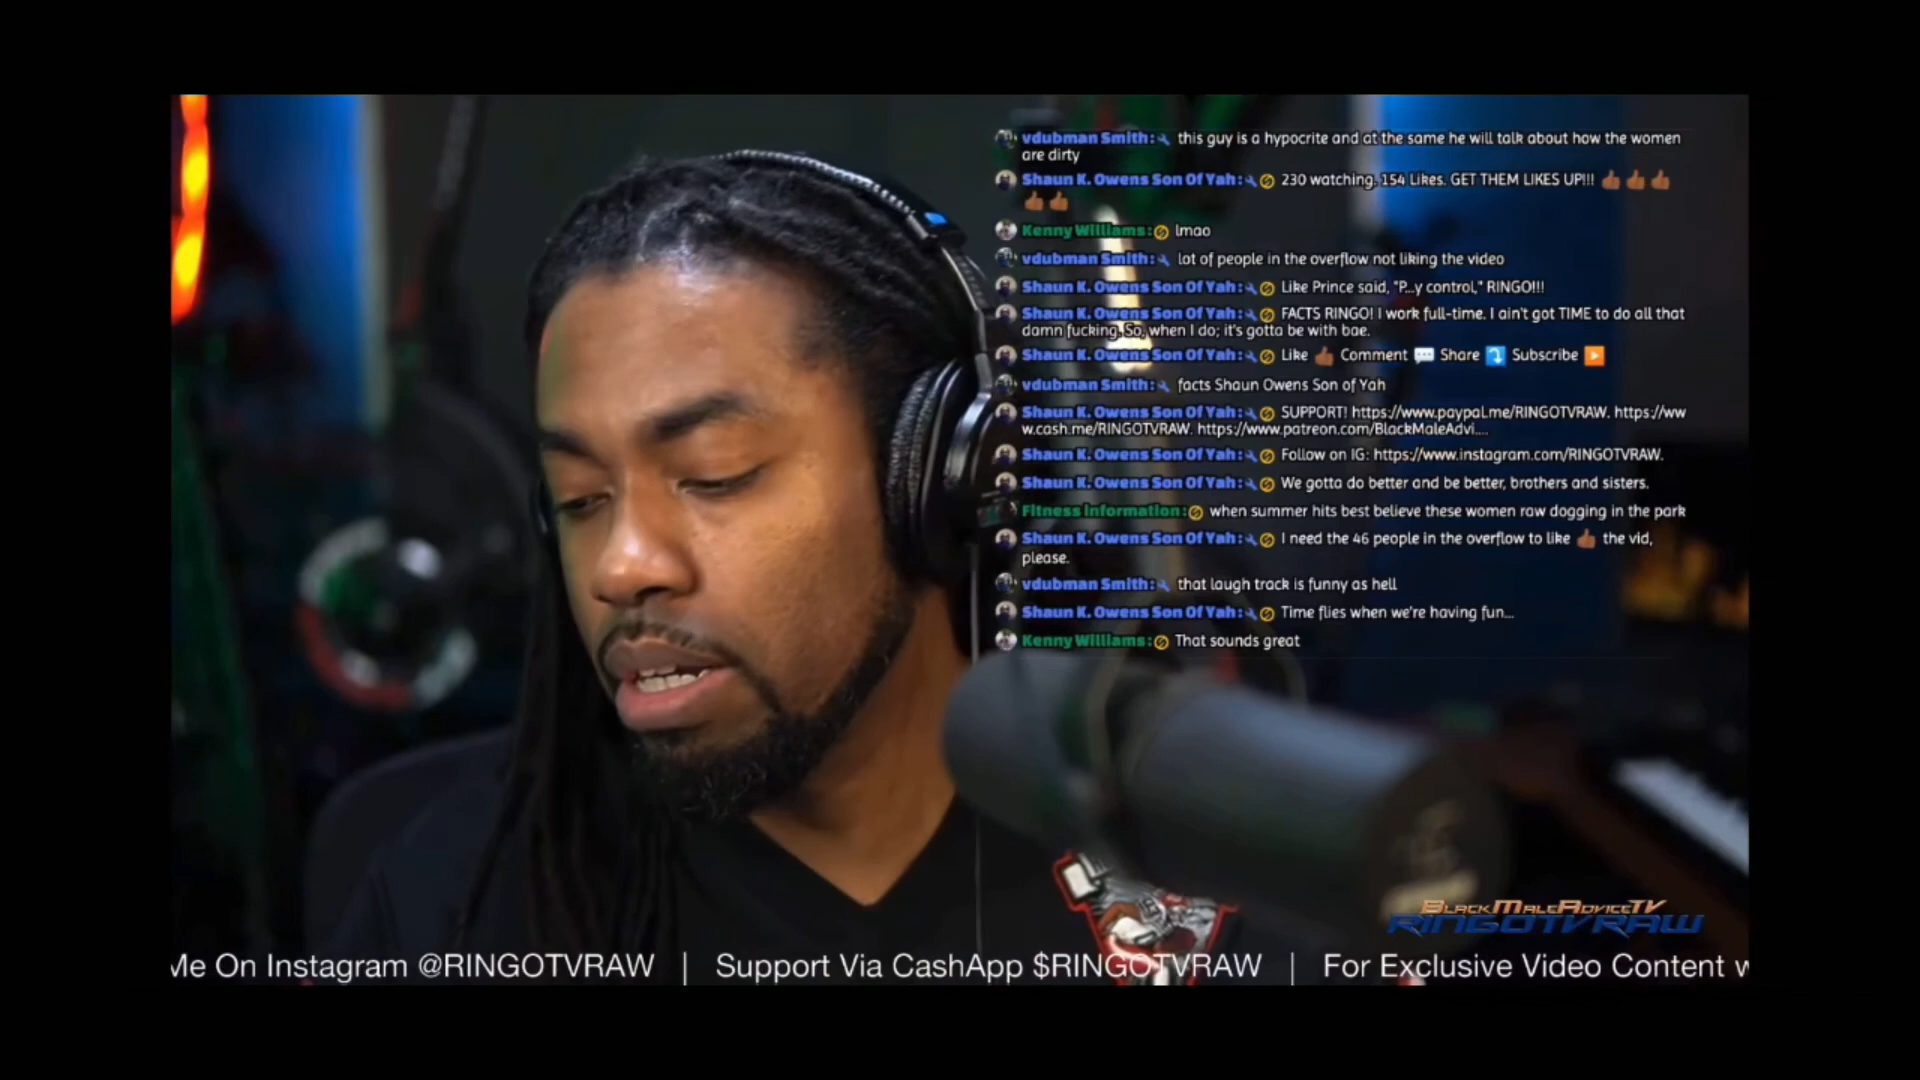 vdubman Smith: this guy is a hypocrite and at the same he will talk about how the women
are dirty
Shaun K. Owens Son Of Yah: 230 watching. 154 Likes. GET THEM LIKES UP!!! 👍🏾👍🏾👍🏾
👍🏾👍🏾
Kenny Williams: lmao
vdubman Smith: lot of people in the overflow not liking the video
Shaun K. Owens Son Of Yah: Like Prince said, "P...y control," RINGO!!!
Shaun K. Owens Son Of Yah: FACTS RINGO! I work full-time. I ain't got TIME to do all that
damn fucking. So, when I do; it's gotta be with bae.
Shaun K. Owens Son Of Yah: Like 👍🏾 Comment 💬 Share ⤵️ Subscribe ▶️
vdubman Smith: facts Shaun Owens Son of Yah
Shaun K. Owens Son Of Yah: SUPPORT! https://www.paypal.me/RINGOTVRAW. https://ww
w.cash.me/RINGOTVRAW. https://www.patreon.com/BlackMaleAdvi....
Shaun K. Owens Son Of Yah: Follow on IG: https://www.instagram.com/RINGOTVRAW.
Shaun K. Owens Son Of Yah: We gotta do better and be better, brothers and sisters.
Fitness information: when summer hits best believe these women raw dogging in the park
Shaun K. Owens Son Of Yah: I need the 46 people in the overflow to like 👍🏾 the vid,
please.
vdubman Smith: that laugh track is funny as hell
Shaun K. Owens Son Of Yah: Time flies when we're having fun...
Kenny Williams: That sounds great
BlackMaleAdviceTV
RINGOTVRAW
Me On Instagram @RINGOTVRAW | Support Via CashApp $RINGOTVRAW | For Exclusive Video Content w